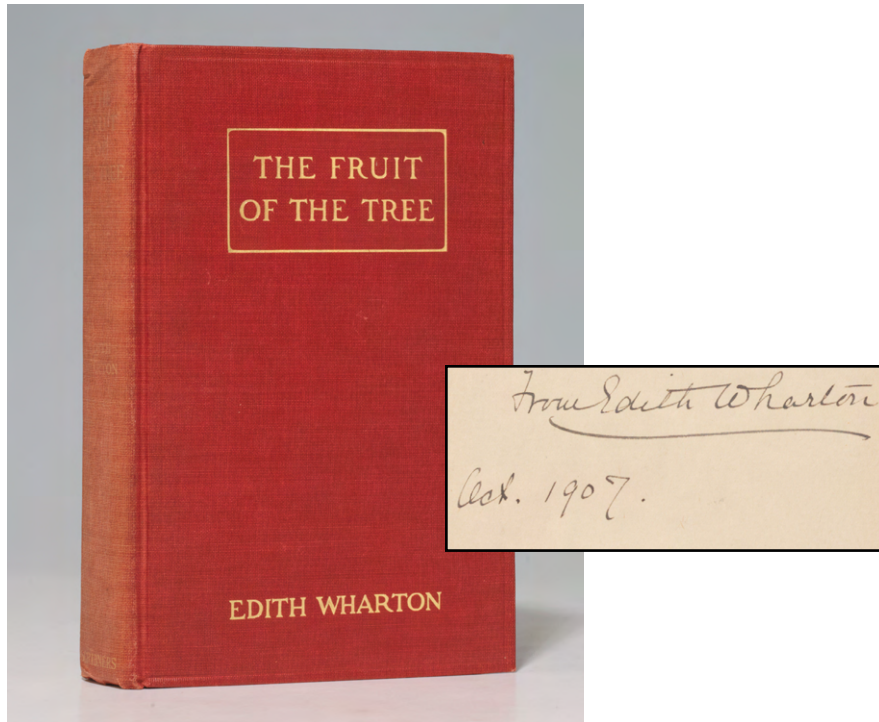 THE FRUIT
OF THE TREE
EDITH WHARTON
From Edith Wharton
Oct. 1907.